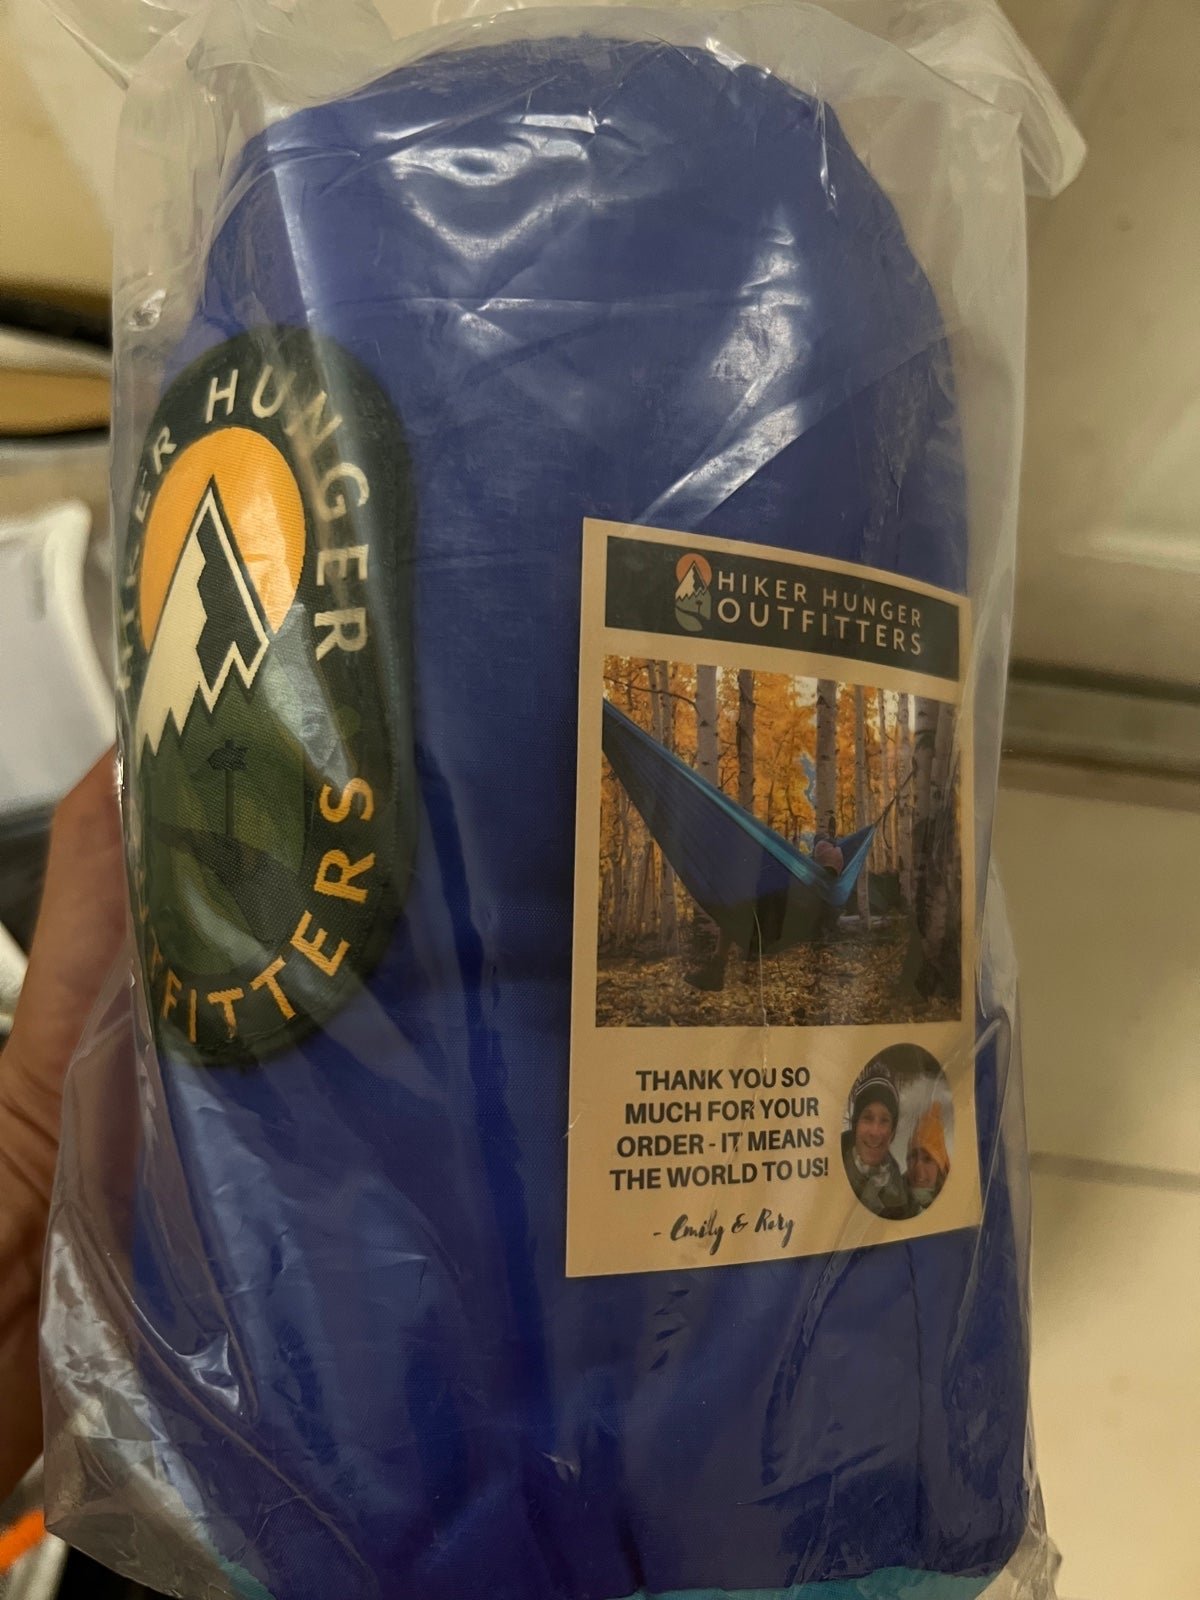 HIKER HUNGER
OUTFITTERS
HIKER HUNGER
OUTFITTERS
THANK YOU SO
MUCH FOR YOUR
ORDER - IT MEANS
THE WORLD TO US!
- Emily & Rory